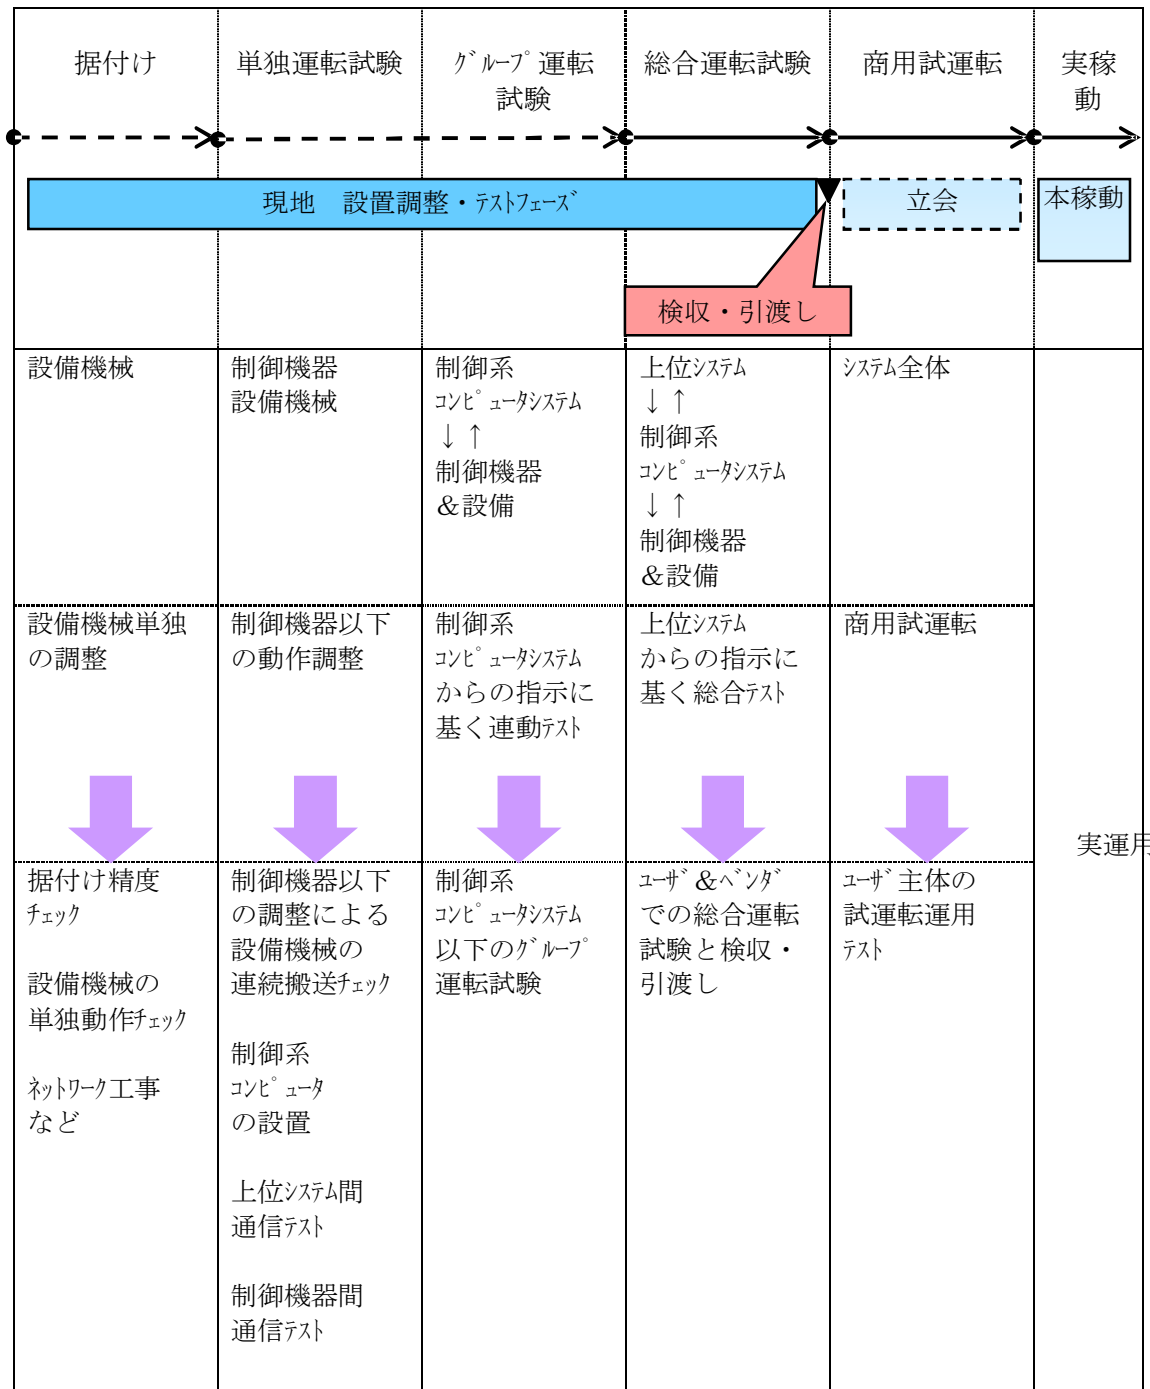 据付け
単独運転試験
ｸﾞﾙｰﾌﾟ運転
試験
総合運転試験
商用試運転
実稼
動
現地　設置調整・ﾃｽﾄﾌｪｰｽﾞ
立会
本稼動
検収・引渡し
設備機械
制御機器
設備機械
制御系
ｺﾝﾋﾟｭｰﾀｼｽﾃﾑ
↓↑
制御機器
＆設備
上位ｼｽﾃﾑ
↓↑
制御系
ｺﾝﾋﾟｭｰﾀｼｽﾃﾑ
↓↑
制御機器
＆設備
ｼｽﾃﾑ全体
設備機械単独
の調整
制御機器以下
の動作調整
制御系
ｺﾝﾋﾟｭｰﾀｼｽﾃﾑ
からの指示に
基く連動ﾃｽﾄ
上位ｼｽﾃﾑ
からの指示に
基く総合ﾃｽﾄ
商用試運転
実運用
据付け精度
ﾁｪｯｸ
設備機械の
単独動作ﾁｪｯｸ
ﾈｯﾄﾜｰｸ工事
など
制御機器以下
の調整による
設備機械の
連続搬送ﾁｪｯｸ
制御系
ｺﾝﾋﾟｭｰﾀ
の設置
上位ｼｽﾃﾑ間
通信ﾃｽﾄ
制御機器間
通信ﾃｽﾄ
制御系
ｺﾝﾋﾟｭｰﾀｼｽﾃﾑ
以下のｸﾞﾙｰﾌﾟ
運転試験
ﾕｰｻﾞ＆ﾍﾞﾝﾀﾞ
での総合運転
試験と検収・
引渡し
ﾕｰｻﾞ主体の
試運転運用
ﾃｽﾄ